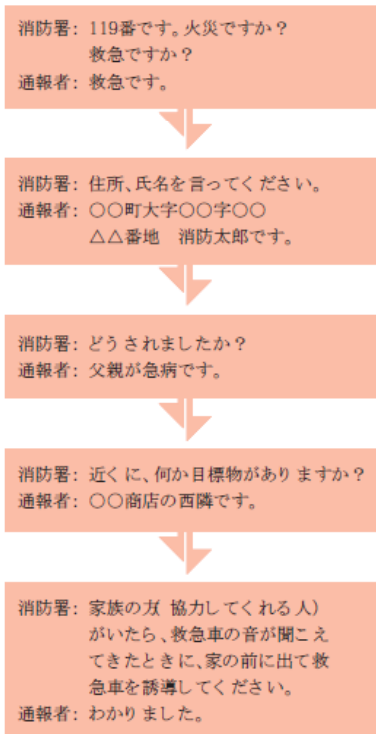 消防署：119番です。火災ですか？
救急ですか？
通報者：救急です。
消防署：住所、氏名を言ってください。
通報者：〇〇町大字〇〇字〇〇
△△番地　消防太郎です。
消防署：どうされましたか？
通報者：父親が急病です。
消防署：近くに、何か目標物がありますか？
通報者：〇〇商店の西隣です。
消防署：家族の方( 協力してくれる人)
がいたら、救急車の音が聞こえ
てきたときに、家の前に出て救
急車を誘導してください。
通報者：わかりました。